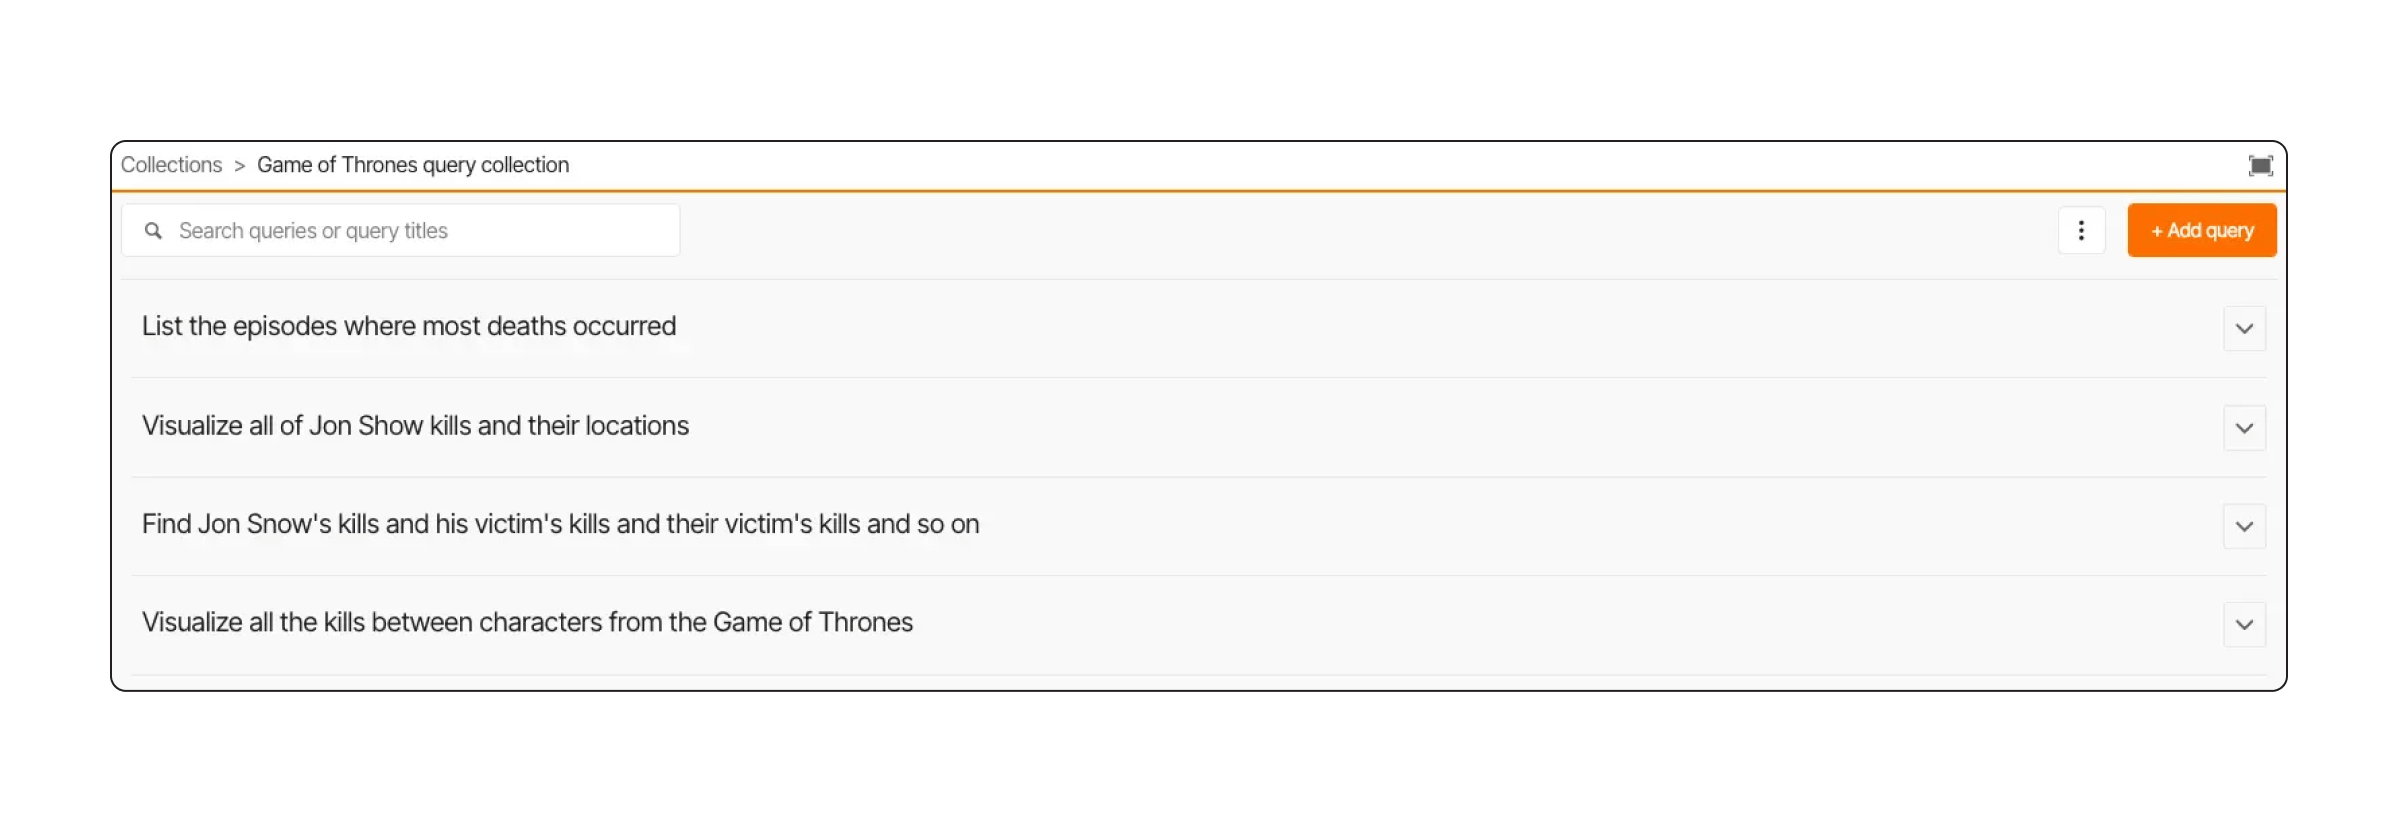 Collections > Game of Thrones query collection
Search queries or query titles
+ Add query
List the episodes where most deaths occurred
Visualize all of Jon Show kills and their locations
Find Jon Snow's kills and his victim's kills and their victim's kills and so on
Visualize all the kills between characters from the Game of Thrones